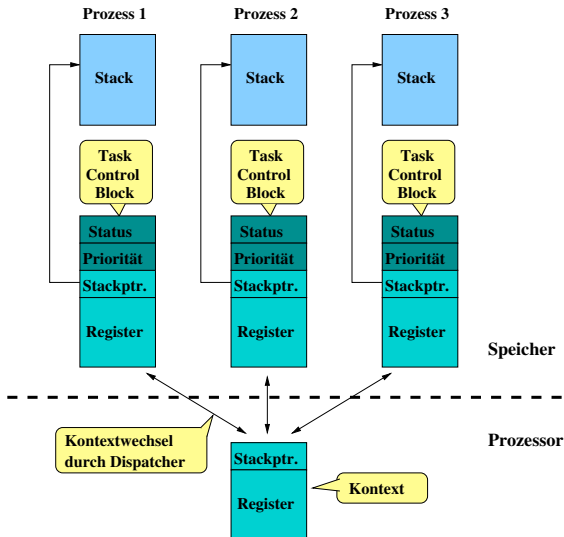 Prozess 1
Prozess 2
Prozess 3
Stack
Stack
Stack
Task
Control
Block
Task
Control
Block
Task
Control
Block
Status
Priorität
Stackptr.
Register
Status
Priorität
Stackptr.
Register
Status
Priorität
Stackptr.
Register
Speicher
Kontextwechsel
durch Dispatcher
Prozessor
Stackptr.
Register
Kontext